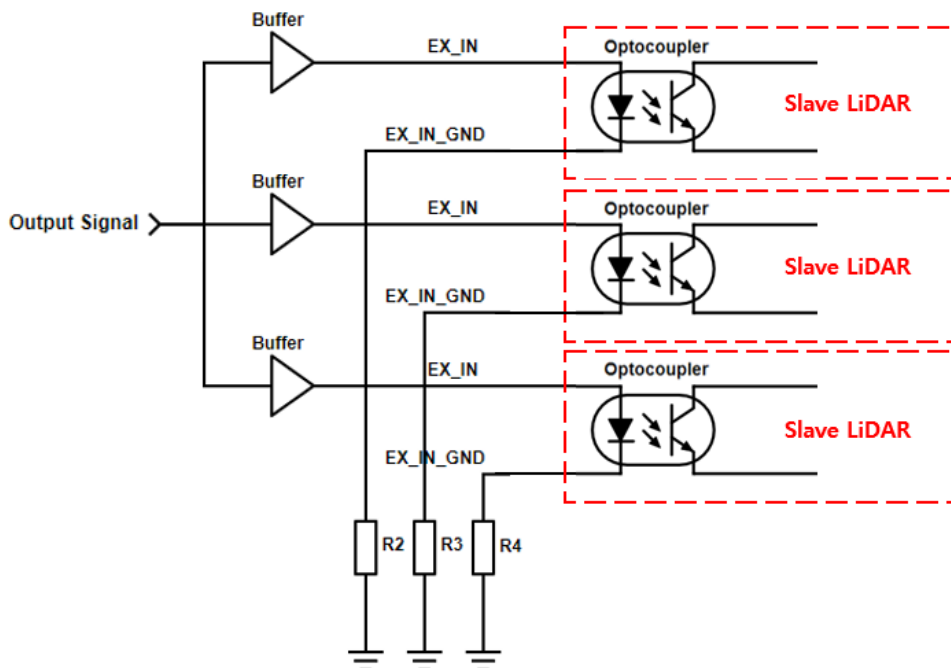 Buffer
EX_IN
Optocoupler
Slave LiDAR
EX_IN_GND
Buffer
EX_IN
Optocoupler
Output Signal
Slave LiDAR
EX_IN_GND
Buffer
EX_IN
Optocoupler
Slave LiDAR
EX_IN_GND
R2 R3 R4